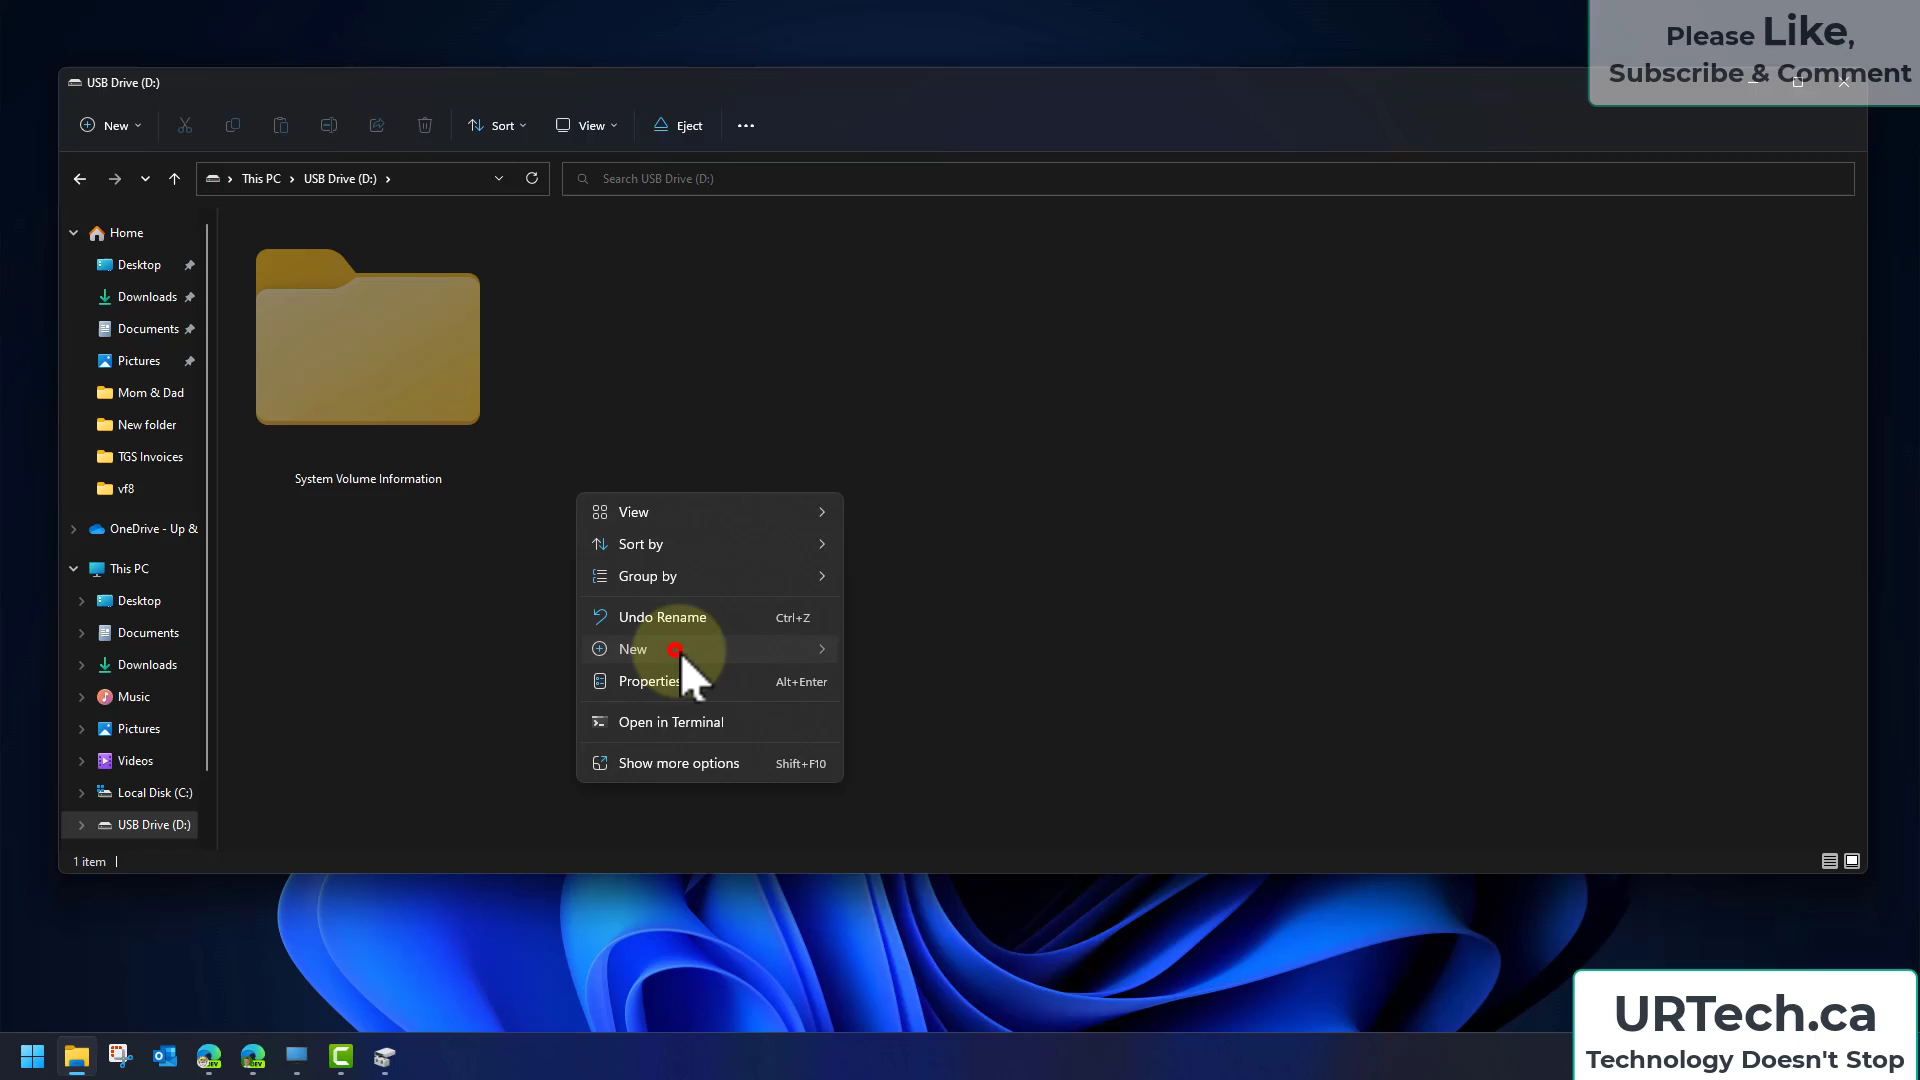 Please Like,
Subscribe & Comment
USB Drive (D:)
New
Sort
View
Eject
This PC
USB Drive (D:)
Search USB Drive (D:)
Home
Desktop
Downloads
Documents
Pictures
Mom & Dad
New folder
TGS Invoices
vf8
OneDrive - Up &
This PC
Desktop
Documents
Downloads
Music
Pictures
Videos
Local Disk (C:)
USB Drive (D:)
System Volume Information
View
Sort by
Group by
Undo Rename Ctrl+Z
New
Properties Alt+Enter
Open in Terminal
Show more options Shift+F10
1 item
URTech.ca
Technology Doesn't Stop